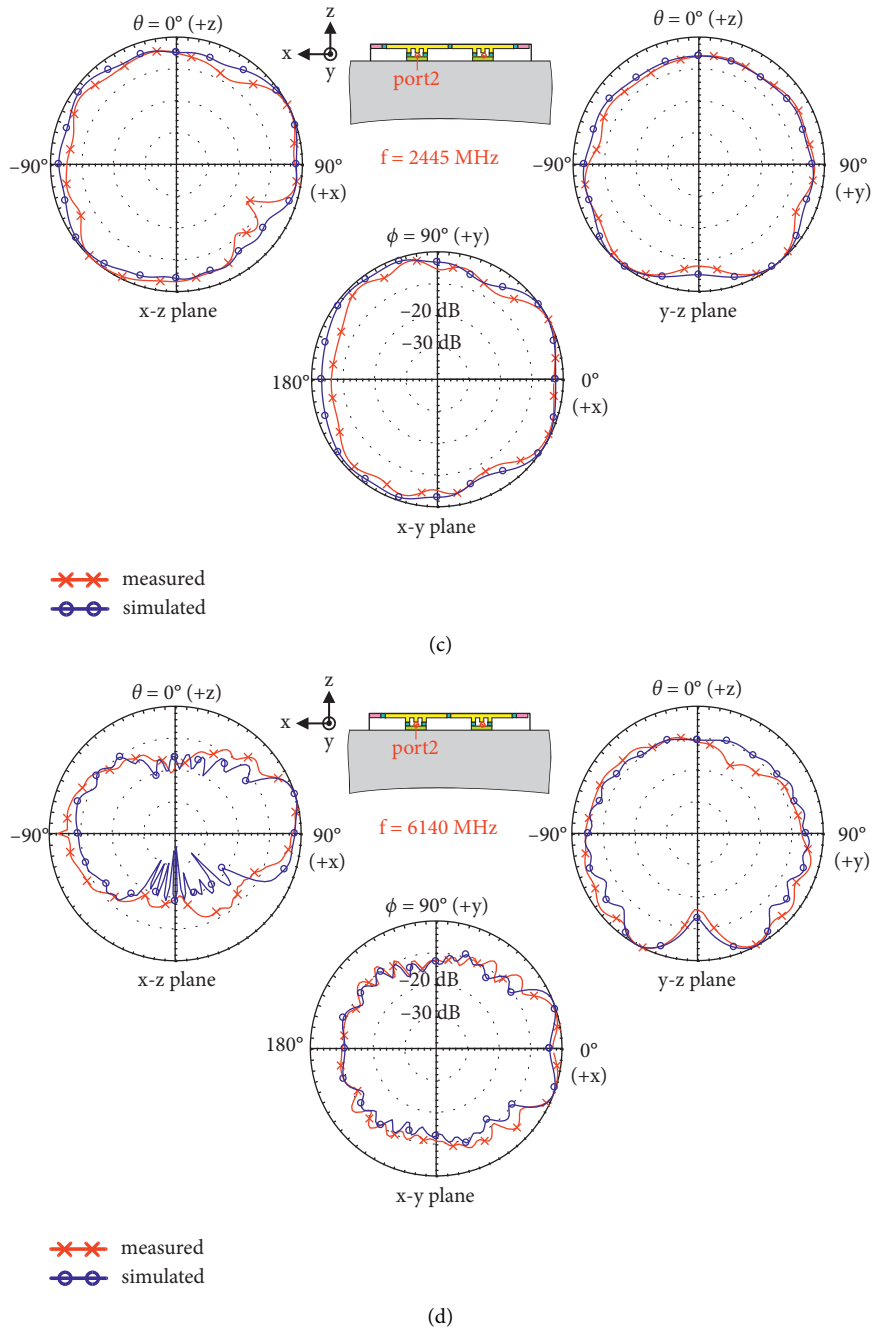 θ = 0° (+z)
z
x
y
port2
θ = 0° (+z)
−90°
90°
(+x)
f = 2445 MHz
−90°
90°
(+y)
x-z plane
ϕ = 90° (+y)
y-z plane
−20 dB
−30 dB
180°
0°
(+x)
x-y plane
measured
simulated
(c)
θ = 0° (+z)
z
x
y
port2
θ = 0° (+z)
−90°
90°
(+x)
f = 6140 MHz
−90°
90°
(+y)
x-z plane
ϕ = 90° (+y)
y-z plane
−20 dB
−30 dB
180°
0°
(+x)
x-y plane
measured
simulated
(d)